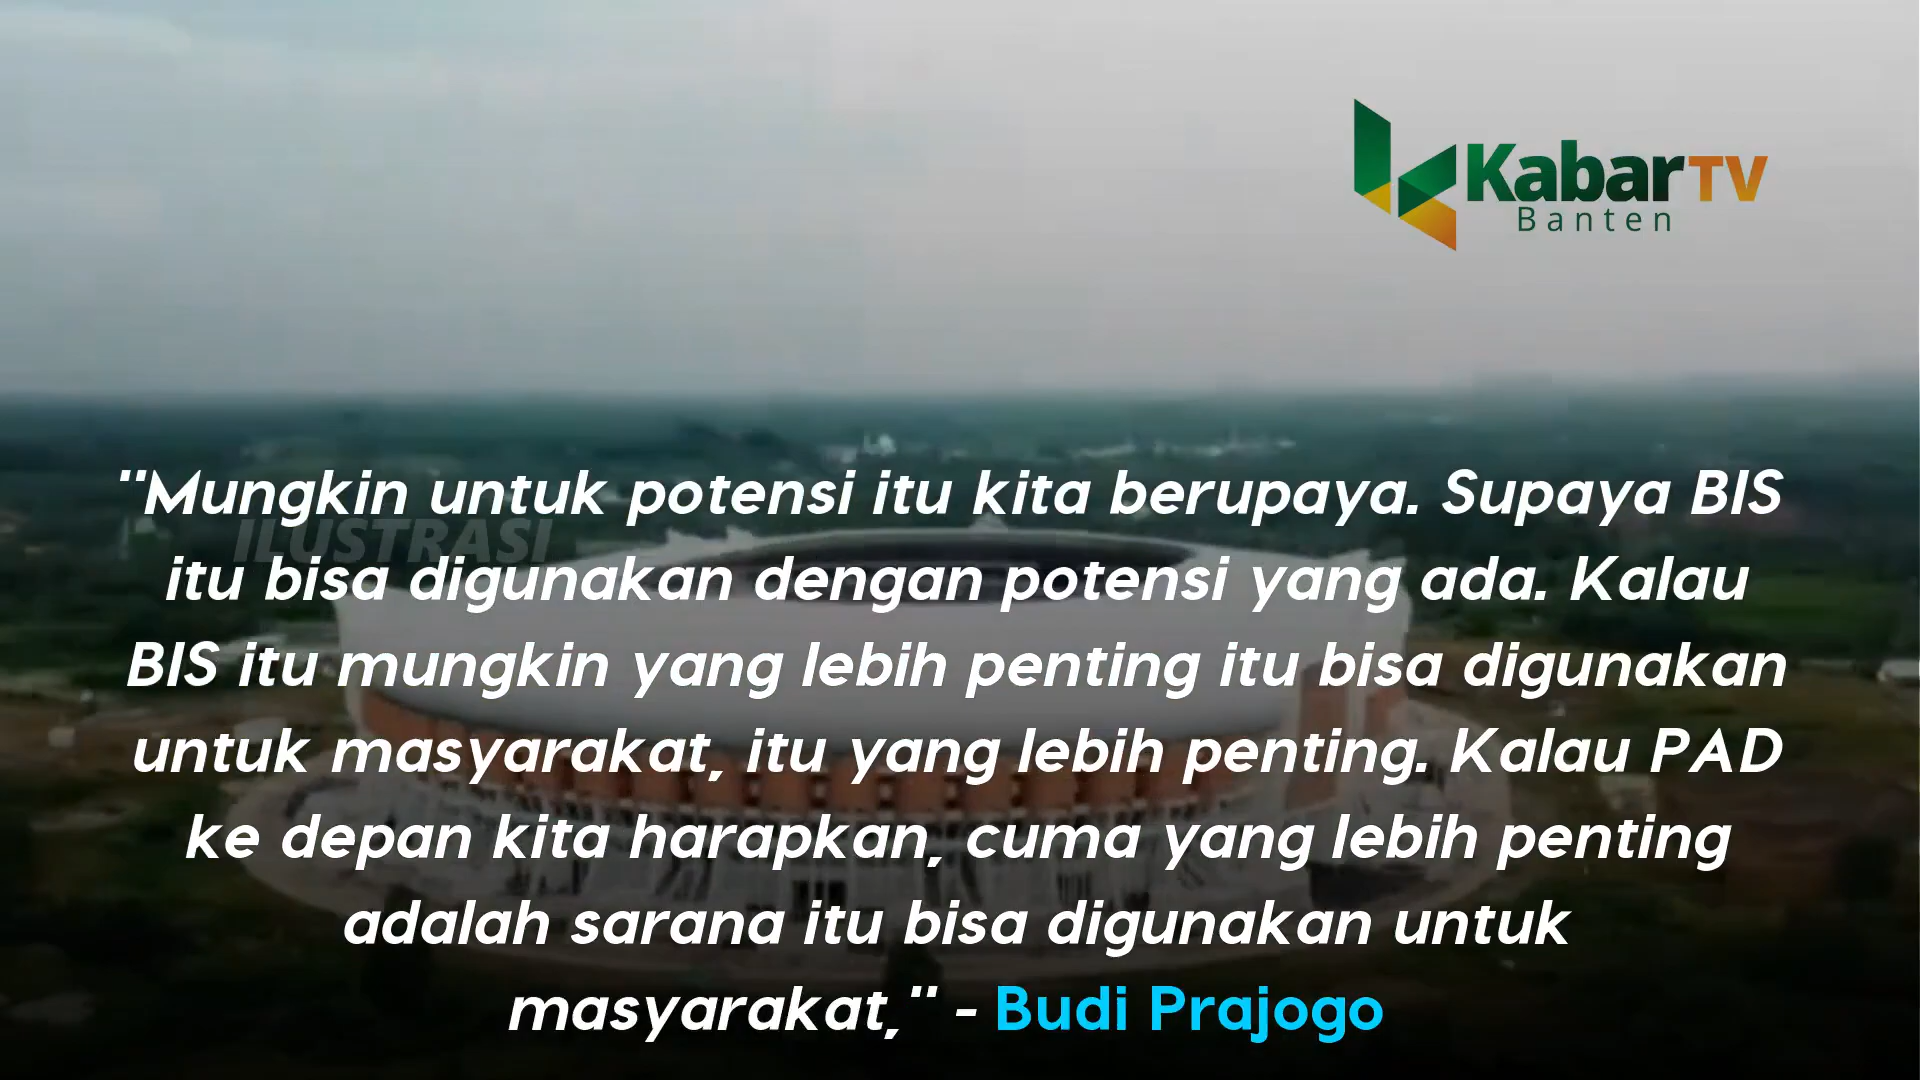 KabarTV
Banten
"Mungkin untuk potensi itu kita berupaya. Supaya BIS
ILUSTRASI
itu bisa digunakan dengan potensi yang ada. Kalau
BIS itu mungkin yang lebih penting itu bisa digunakan
untuk masyarakat, itu yang lebih penting. Kalau PAD
ke depan kita harapkan, cuma yang lebih penting
adalah sarana itu bisa digunakan untuk
masyarakat," - Budi Prajogo